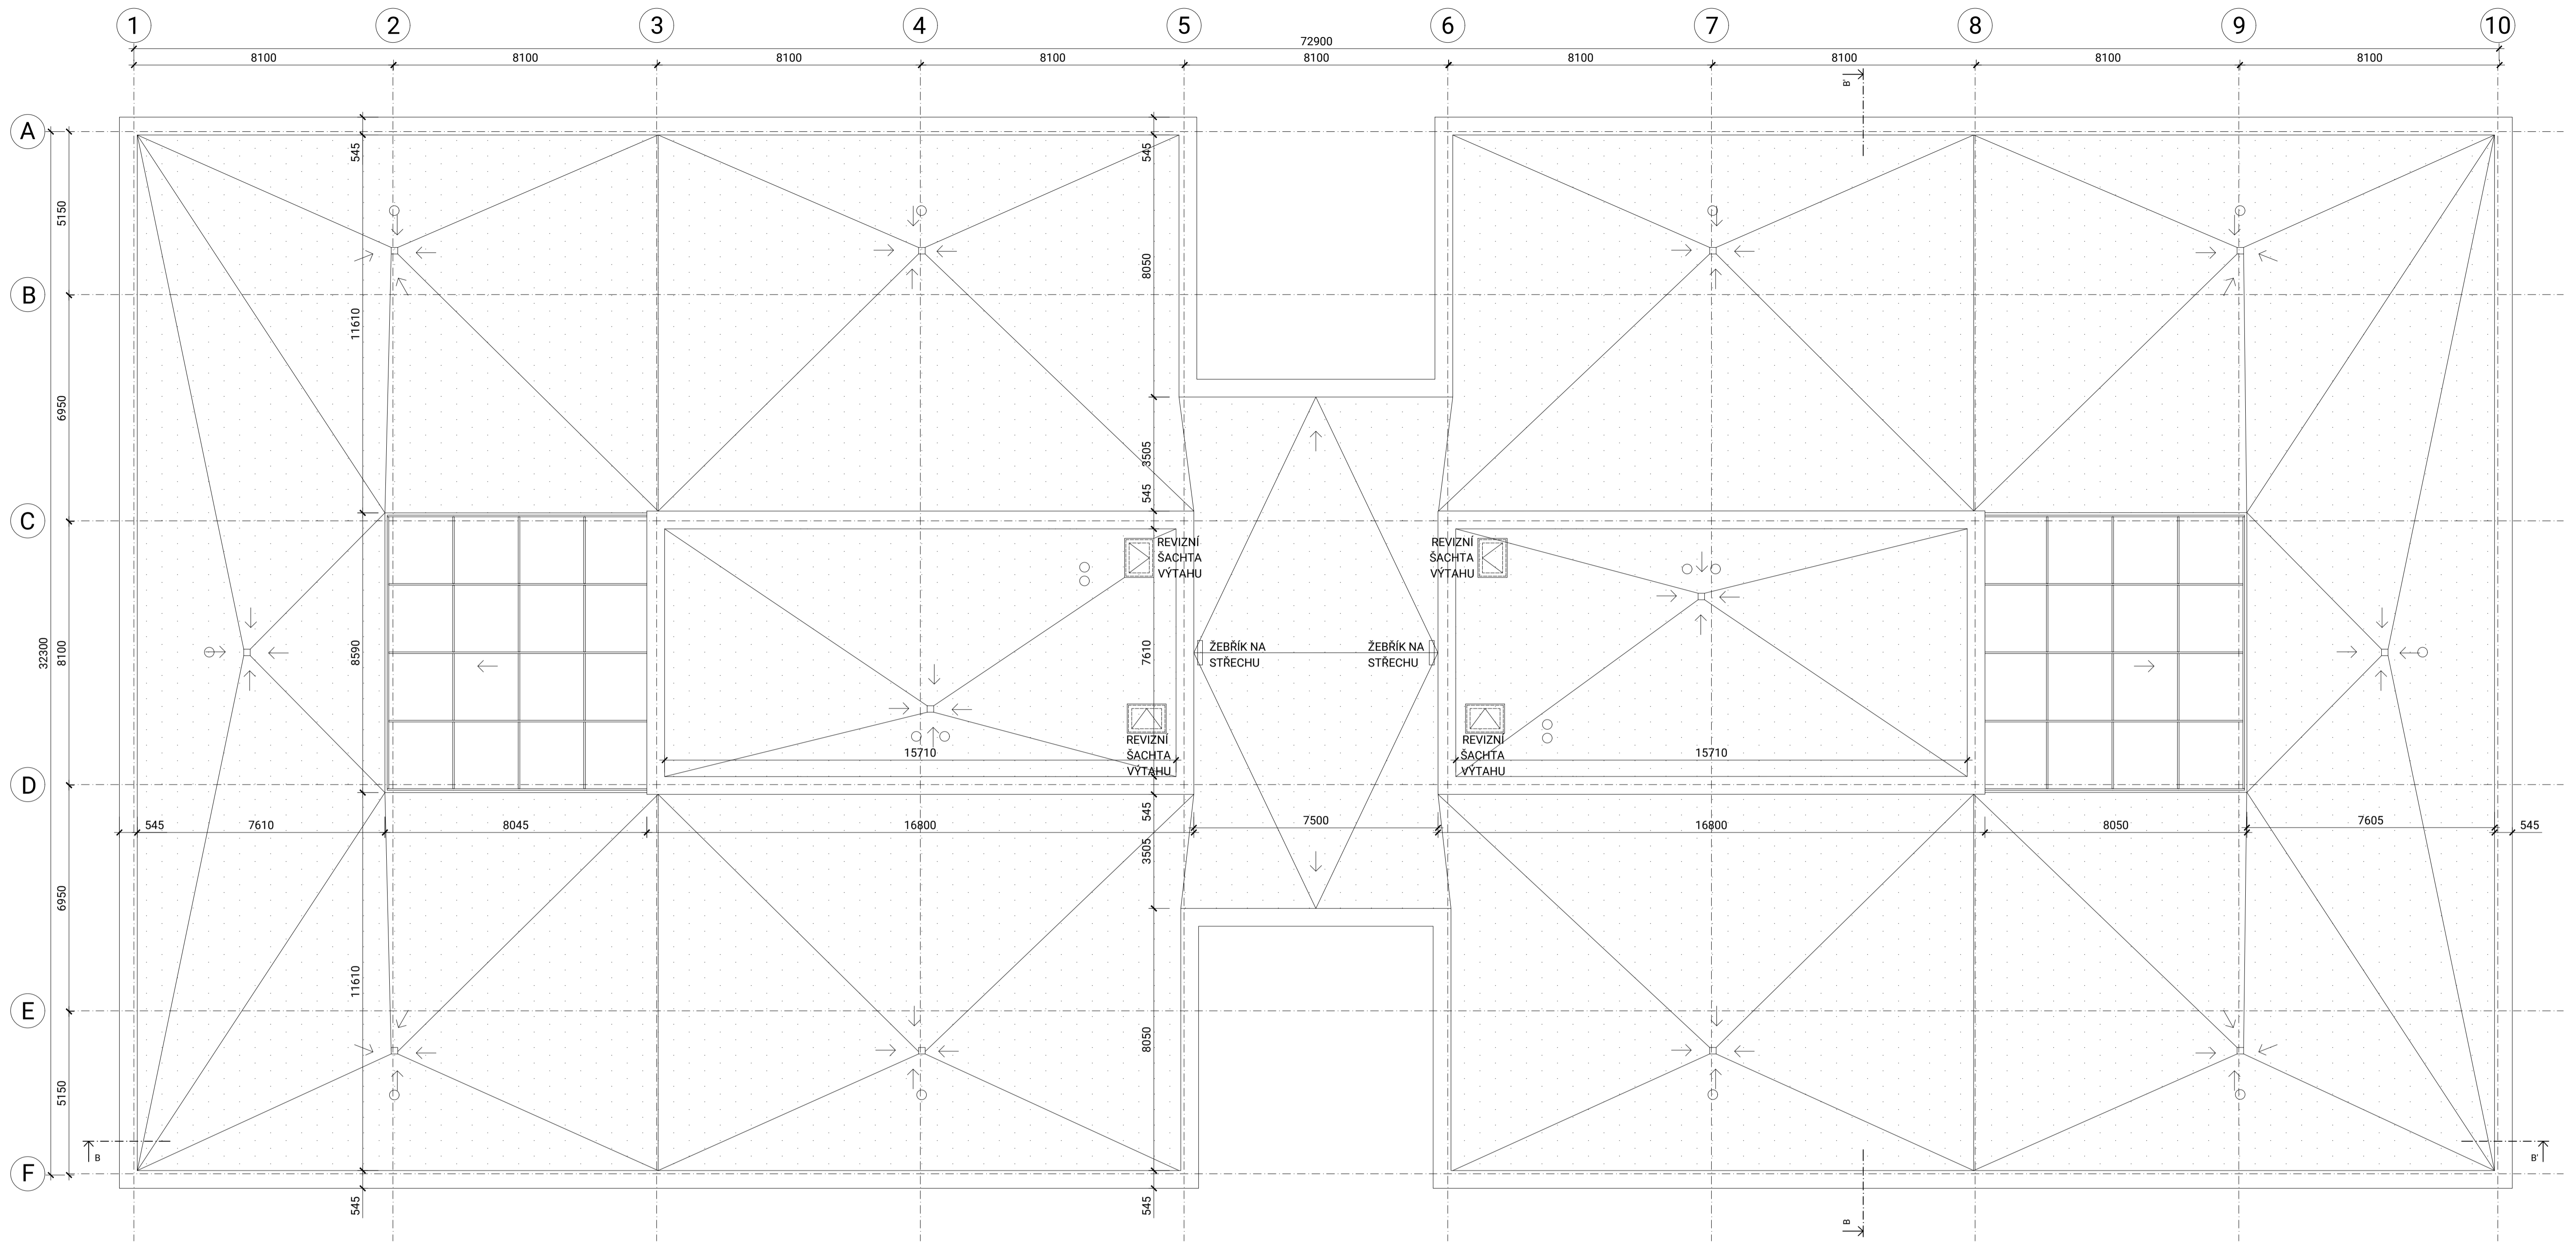 1 2 3 4 5 6 7 8 9 10
72900
8100 8100 8100 8100 8100 8100 8100 8100 8100
B'
A
545 545
5150
8050
B
11610
6950
3505
545
C
REVIZNÍ
ŠACHTA
VÝTAHU
REVIZNÍ
ŠACHTA
VÝTAHU
32300
8100
8590
7610
ŽEBŘÍK NA
STŘECHU
ŽEBŘÍK NA
STŘECHU
REVIZNÍ
ŠACHTA
VÝTAHU
REVIZNÍ
ŠACHTA
VÝTAHU
15710 15710
D
545
545 7610 8045 16800 7500 16800 8050 7605 545
3505
6950
11610
E
8050
5150
B
B'
F
545 545
B